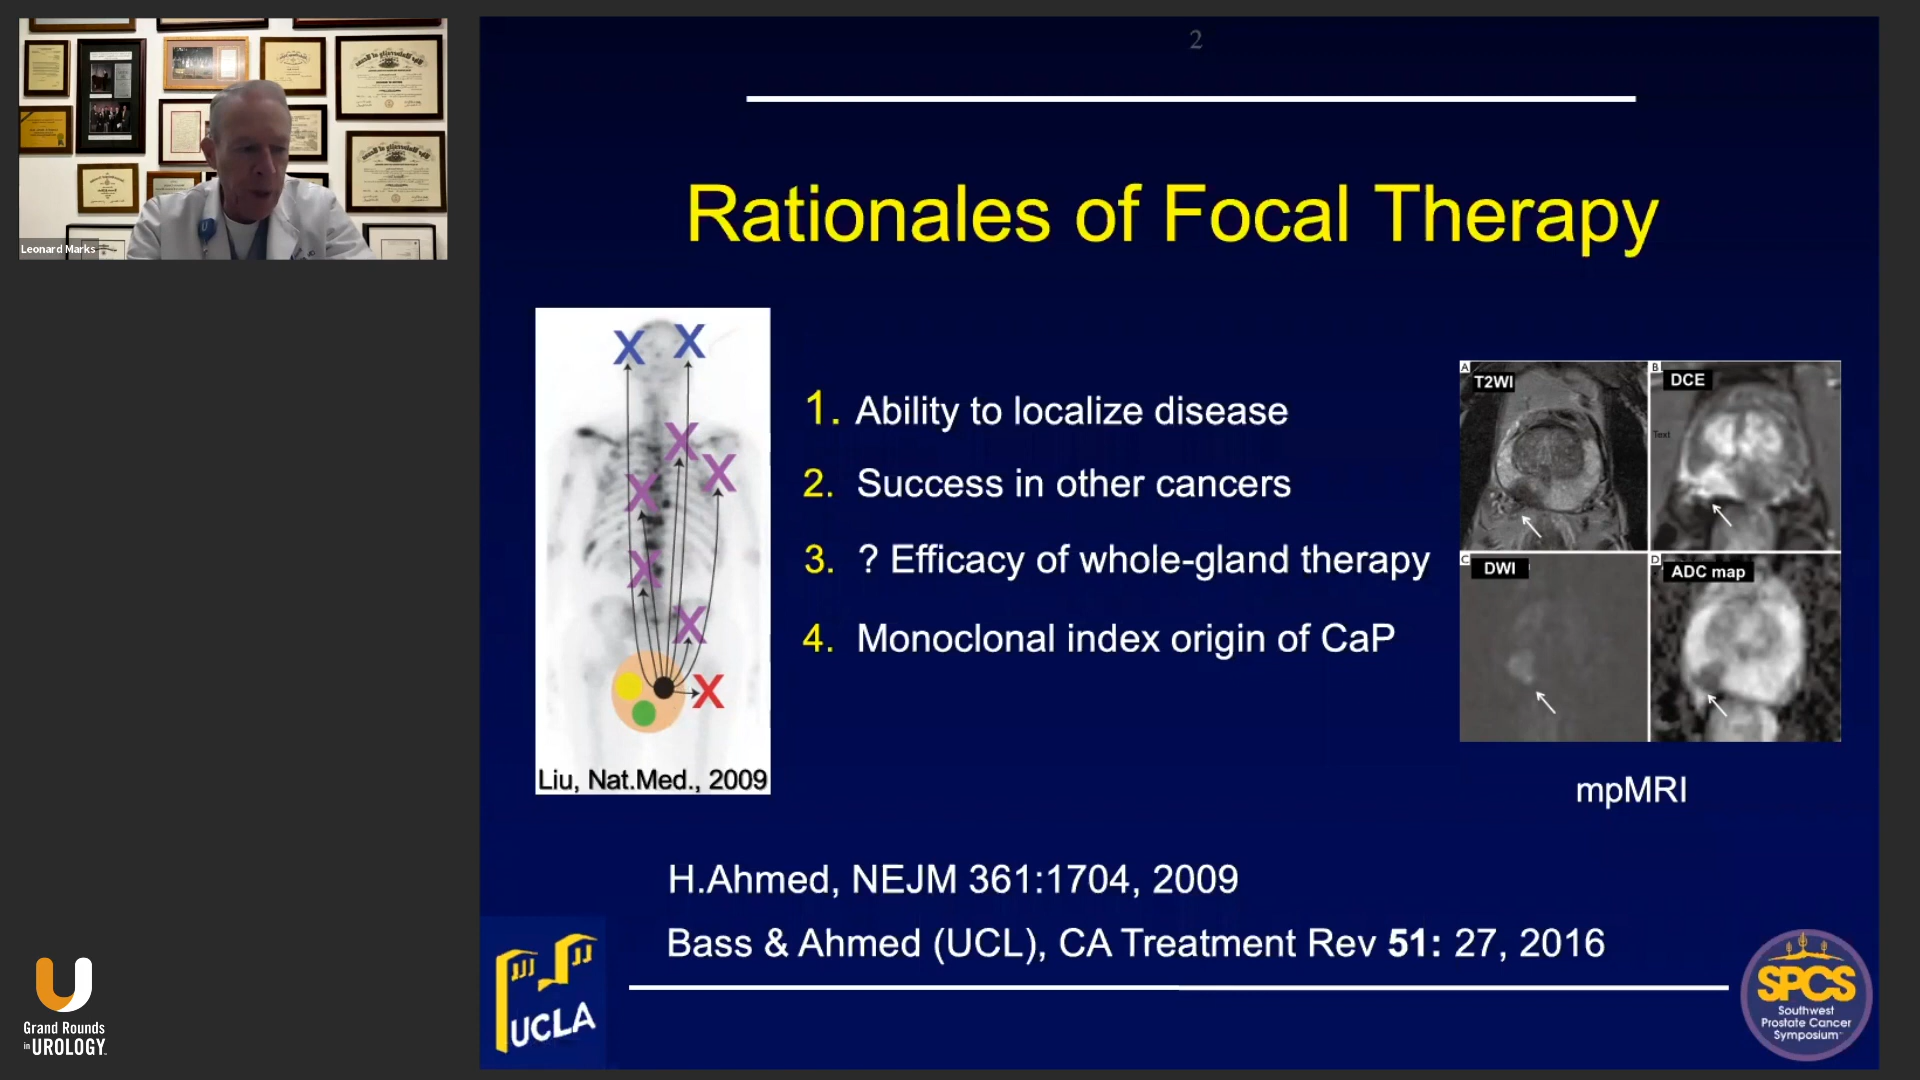 2
Leonard Marks
Rationales of Focal Therapy
X X
X
X
X
X
X
X
Liu, Nat.Med., 2009
1. Ability to localize disease
2. Success in other cancers
3. ? Efficacy of whole-gland therapy
4. Monoclonal index origin of CaP
A T2WI
B DCE
Text
C DWI
D ADC map
mpMRI
H.Ahmed, NEJM 361:1704, 2009
Bass & Ahmed (UCL), CA Treatment Rev 51: 27, 2016
UCLA
SPCS
Southwest
Prostate Cancer
Symposium
Grand Rounds
in UROLOGY